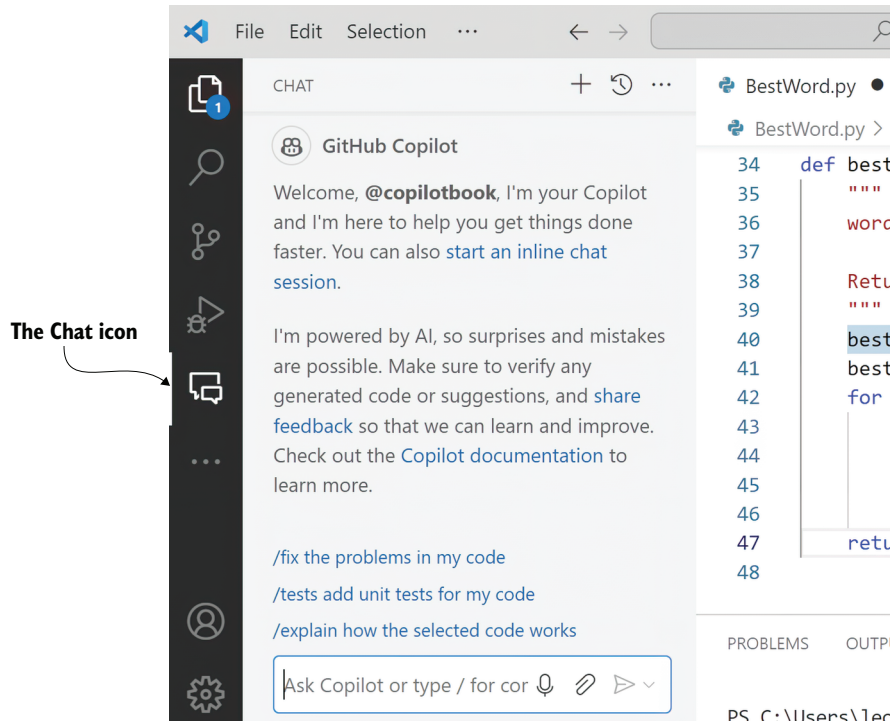 File Edit Selection ...
1
CHAT
BestWord.py
GitHub Copilot
BestWord.py >
Welcome, @copilotbook, I'm your Copilot
and I'm here to help you get things done
faster. You can also start an inline chat
session.
The Chat icon
I'm powered by AI, so surprises and mistakes
are possible. Make sure to verify any
generated code or suggestions, and share
feedback so that we can learn and improve.
Check out the Copilot documentation to
learn more.
/fix the problems in my code
/tests add unit tests for my code
/explain how the selected code works
Ask Copilot or type / for cor
34 def best
35 """
36 word
37
38 Retu
39 """
40 best
41 best
42 for
43
44
45
46
47 retu
48
PROBLEMS OUTPU
PS C:\Users\leo